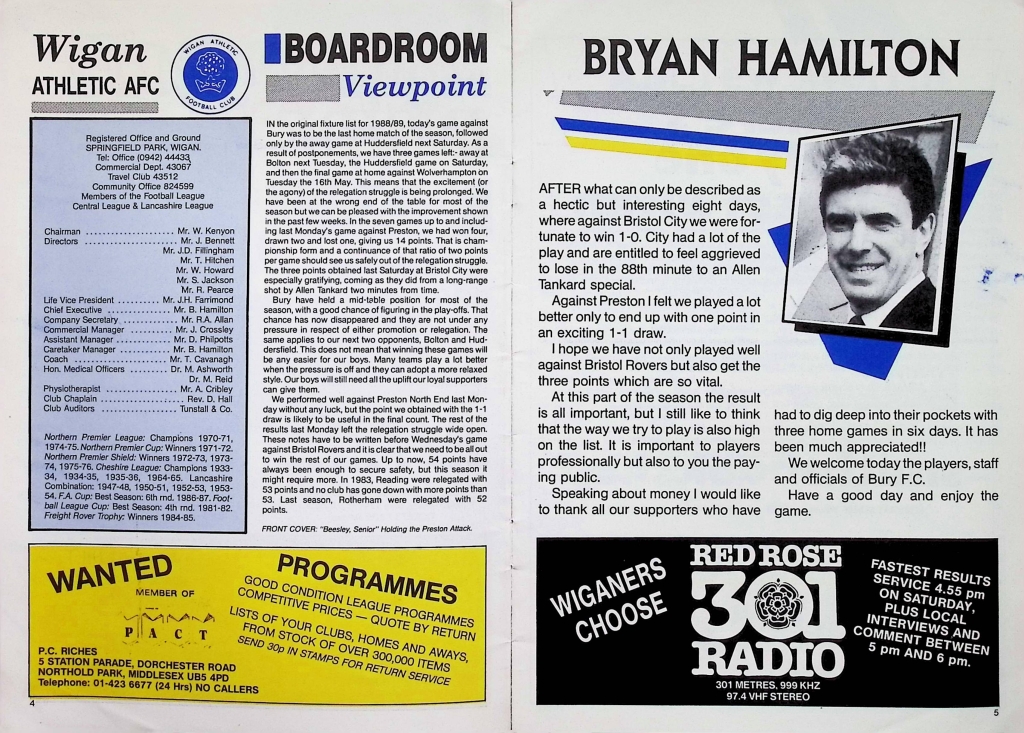 Wigan
ATHLETIC AFC
WIGAN ATHLETIC
FOOTBALL CLUB
Registered Office and Ground
SPRINGFIELD PARK, WIGAN.
Tel: Office (0942) 44433
Commercial Dept. 43067
Travel Club 43512
Community Office 824599
Members of the Football League
Central League & Lancashire League
Chairman ........................ Mr. W. Kenyon
Directors ........................ Mr. J. Bennett
Mr. J.D. Fillingham
Mr. T. Hitchen
Mr. W. Howard
Mr. S. Jackson
Mr. R. Pearce
Life Vice President .......... Mr. J.H. Farrimond
Chief Executive .............. Mr. B. Hamilton
Company Secretary ......... Mr. R.A. Allan
Commercial Manager ...... Mr. J. Crossley
Assistant Manager ........... Mr. D. Philpotts
Caretaker Manager ......... Mr. B. Hamilton
Coach ........................ Mr. T. Cavanagh
Hon. Medical Officers ......... Dr. M. Ashworth
Dr. M. Reid
Physiotherapist ................ Mr. A. Cribley
Club Chaplain ..................... Rev. D. Hall
Club Auditors .................. Tunstall & Co.
Northern Premier League: Champions 1970-71,
1974-75. Northern Premier Cup: Winners 1971-72.
Northern Premier Shield: Winners 1972-73, 1973-
74, 1975-76. Cheshire League: Champions 1933-
34, 1934-35, 1935-36, 1964-65. Lancashire
Combination: 1947-48, 1950-51, 1952-53, 1953-
54. F.A. Cup: Best Season: 6th rnd. 1986-87. Foot-
ball League Cup: Best Season: 4th rnd. 1981-82.
Freight Rover Trophy: Winners 1984-85.
BOARDROOM
Viewpoint
IN the original fixture list for 1988/89, today's game against
Bury was to be the last home match of the season, followed
only by the away game at Huddersfield next Saturday. As a
result of postponements, we have three games left:- away at
Bolton next Tuesday, the Huddersfield game on Saturday,
and then the final game at home against Wolverhampton on
Tuesday the 16th May. This means that the excitement (or
the agony) of the relegation struggle is being prolonged. We
have been at the wrong end of the table for most of the
season but we can be pleased with the improvement shown
in the past few weeks. In the seven games up to and includ-
ing last Monday's game against Preston, we had won four,
drawn two and lost one, giving us 14 points. That is cham-
pionship form and a continuance of that ratio of two points
per game should see us safely out of the relegation struggle.
The three points obtained last Saturday at Bristol City were
especially gratifying, coming as they did from a long-range
shot by Allen Tankard two minutes from time.
Bury have held a mid-table position for most of the
season, with a good chance of figuring in the play-offs. That
chance has now disappeared and they are not under any
pressure in respect of either promotion or relegation. The
same applies to our next two opponents, Bolton and Hud-
dersfield. This does not mean that winning these games will
be any easier for our boys. Many teams play a lot better
when the pressure is off and they can adopt a more relaxed
style. Our boys will still need all the uplift our loyal supporters
can give them.
We performed well against Preston North End last Mon-
day without any luck, but the point we obtained with the 1-1
draw is likely to be useful in the final count. The rest of the
results last Monday left the relegation struggle wide open.
These notes have to be written before Wednesday's game
against Bristol Rovers and it is clear that we need to be all out
to win the rest of our games. Up to now, 54 points have
always been enough to secure safety, but this season it
might require more. In 1983, Reading were relegated with
53 points and no club has gone down with more points than
53. Last season, Rotherham were relegated with 52
points.
FRONT COVER: "Beesley, Senior" Holding the Preston Attack.
WANTED
MEMBER OF
PACT
P.C. RICHES
5 STATION PARADE, DORCHESTER ROAD
NORTHOLD PARK, MIDDLESEX UB5 4PD
Telephone: 01-423 6677 (24 Hrs) NO CALLERS
PROGRAMMES
GOOD CONDITION LEAGUE PROGRAMMES
COMPETITIVE PRICES — QUOTE BY RETURN
LISTS OF YOUR CLUBS, HOMES AND AWAYS,
FROM STOCK OF OVER 300,000 ITEMS
SEND 30p IN STAMPS FOR RETURN SERVICE
4
BRYAN HAMILTON
AFTER what can only be described as
a hectic but interesting eight days,
where against Bristol City we were for-
tunate to win 1-0. City had a lot of the
play and are entitled to feel aggrieved
to lose in the 88th minute to an Allen
Tankard special.
Against Preston I felt we played a lot
better only to end up with one point in
an exciting 1-1 draw.
I hope we have not only played well
against Bristol Rovers but also get the
three points which are so vital.
At this part of the season the result
is all important, but I still like to think
that the way we try to play is also high
on the list. It is important to players
professionally but also to you the pay-
ing public.
Speaking about money I would like
to thank all our supporters who have
had to dig deep into their pockets with
three home games in six days. It has
been much appreciated!!
We welcome today the players, staff
and officials of Bury F.C.
Have a good day and enjoy the
game.
WIGANERS
CHOOSE
RED ROSE
301
RADIO
301 METRES, 999 KHZ
97.4 VHF STEREO
FASTEST RESULTS
SERVICE 4.55 pm
ON SATURDAY,
PLUS LOCAL
INTERVIEWS AND
COMMENT BETWEEN
5 pm AND 6 pm.
5